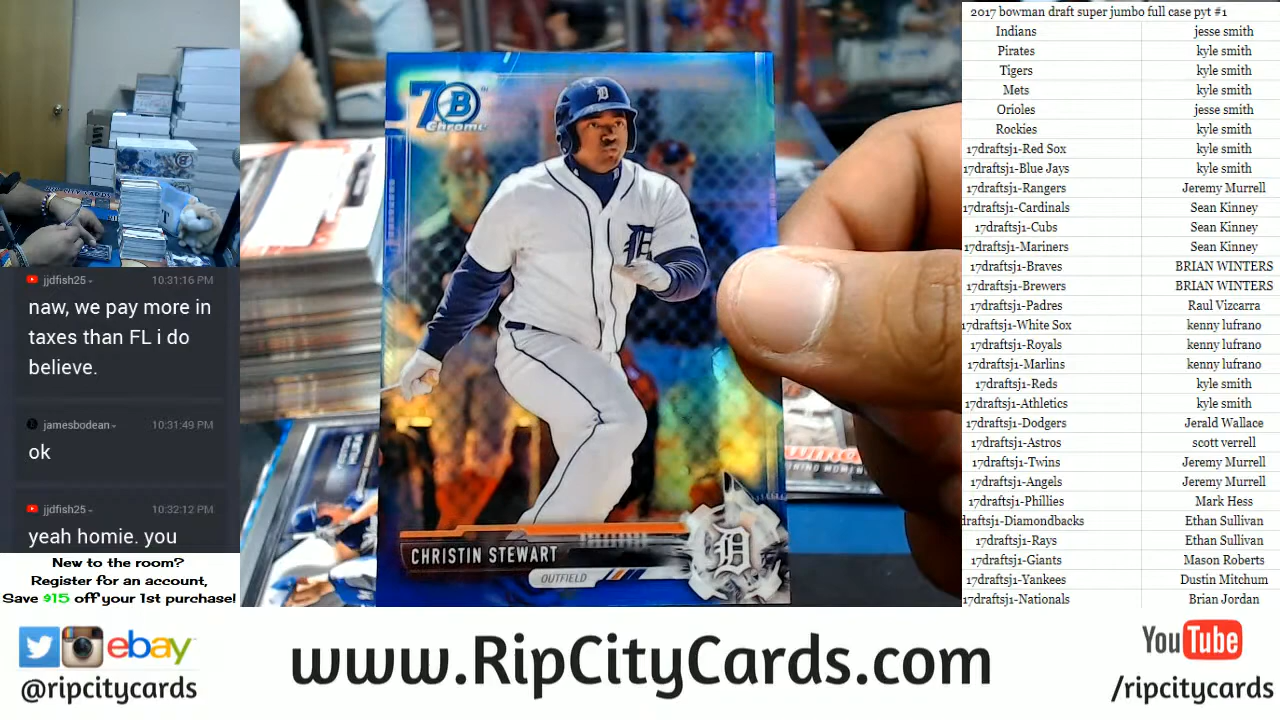 jjdfish25 10:31:16 PM
naw, we pay more in
taxes than FL i do
believe.
jamesbodean 10:31:49 PM
ok
jjdfish25 10:32:12 PM
yeah homie. you
New to the room?
Register for an account,
Save $15 off your 1st purchase!
70 B
Chrome
D
CHRISTIN STEWART
OUTFIELD
D
2017 bowman draft super jumbo full case pyt #1
Indians jesse smith
Pirates kyle smith
Tigers kyle smith
Mets kyle smith
Orioles jesse smith
Rockies kyle smith
17draftsj1-Red Sox kyle smith
17draftsj1-Blue Jays kyle smith
17draftsj1-Rangers Jeremy Murrell
17draftsj1-Cardinals Sean Kinney
17draftsj1-Cubs Sean Kinney
17draftsj1-Mariners Sean Kinney
17draftsj1-Braves BRIAN WINTERS
17draftsj1-Brewers BRIAN WINTERS
17draftsj1-Padres Raul Vizcarra
17draftsj1-White Sox kenny lufrano
17draftsj1-Royals kenny lufrano
17draftsj1-Marlins kenny lufrano
17draftsj1-Reds kyle smith
17draftsj1-Athletics kyle smith
17draftsj1-Dodgers Jerald Wallace
17draftsj1-Astros scott verrell
17draftsj1-Twins Jeremy Murrell
17draftsj1-Angels Jeremy Murrell
17draftsj1-Phillies Mark Hess
draftsj1-Diamondbacks Ethan Sullivan
17draftsj1-Rays Ethan Sullivan
17draftsj1-Giants Mason Roberts
17draftsj1-Yankees Dustin Mitchum
17draftsj1-Nationals Brian Jordan
ebay
@ripcitycards
www.RipCityCards.com
YouTube
/ripcitycards